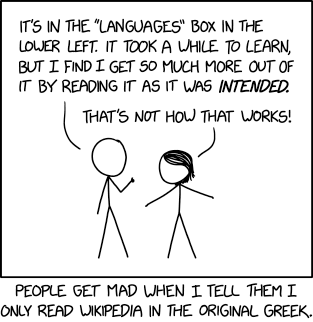 IT'S IN THE "LANGUAGES" BOX IN THE
LOWER LEFT. IT TOOK A WHILE TO LEARN,
BUT I FIND I GET SO MUCH MORE OUT OF
IT BY READING IT AS IT WAS INTENDED.
THAT'S NOT HOW THAT WORKS!
PEOPLE GET MAD WHEN I TELL THEM I
ONLY READ WIKIPEDIA IN THE ORIGINAL GREEK.